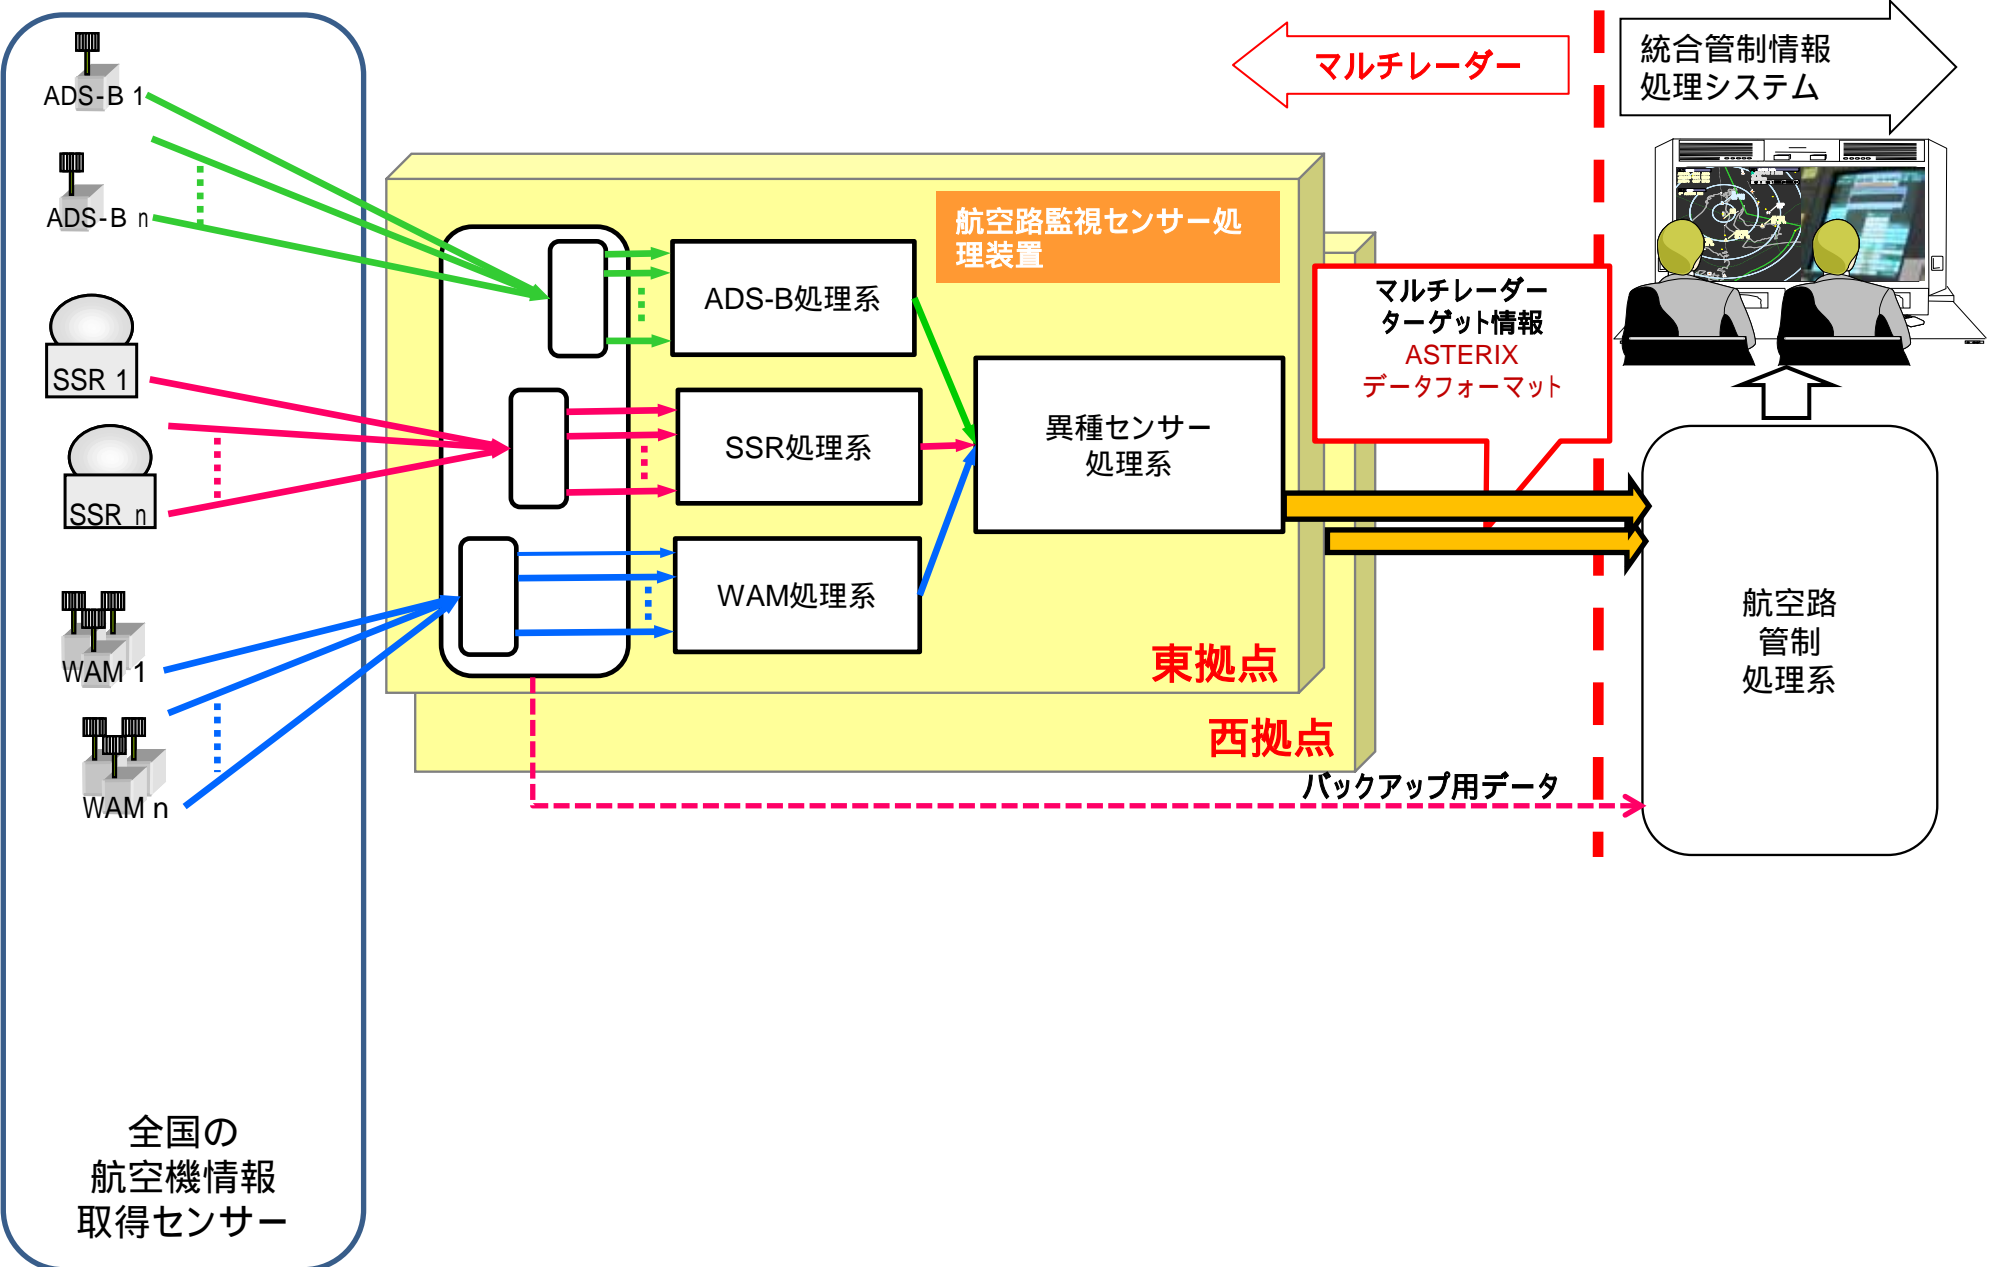 ADS-B 1
ADS-B n
SSR 1
SSR n
WAM 1
WAM n
全国の
航空機情報
取得センサー
マルチレーダー
統合管制情報
処理システム
航空路監視センサー処
理装置
ADS-B処理系
SSR処理系
WAM処理系
異種センサー
処理系
東拠点
西拠点
マルチレーダー
ターゲット情報
ASTERIX
データフォーマット
バックアップ用データ
航空路
管制
処理系